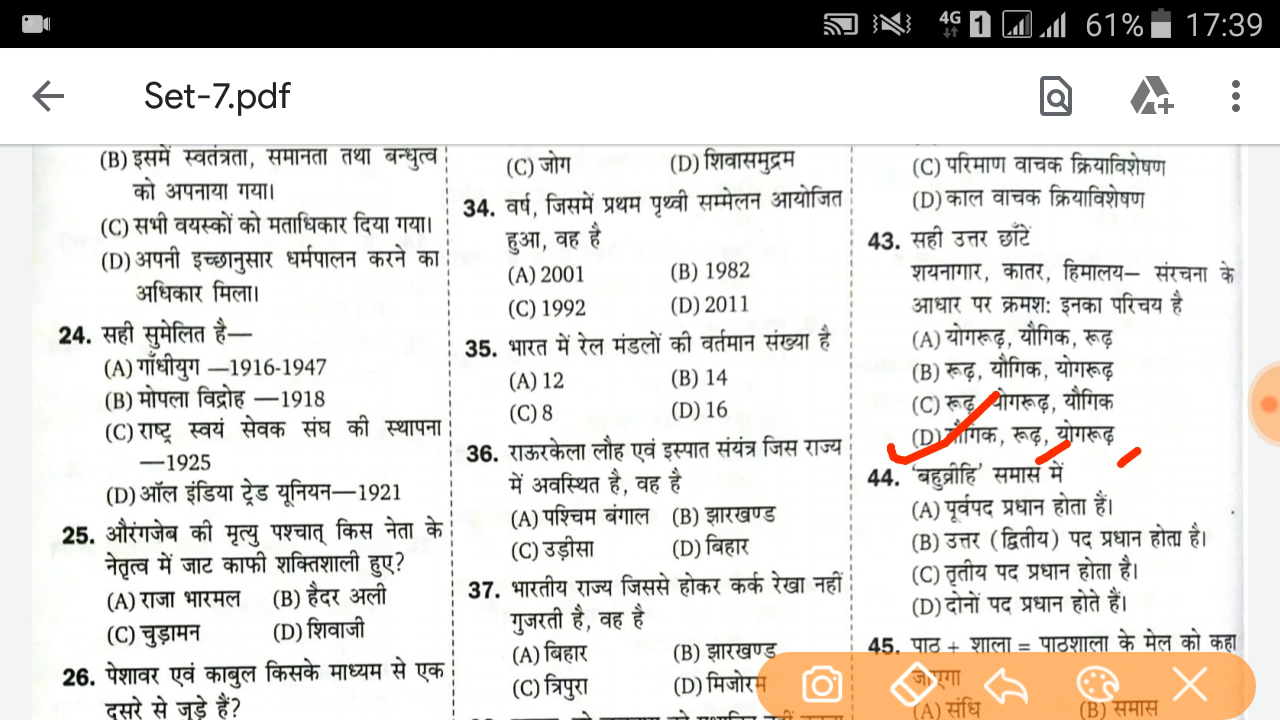 4G 1 61% 17:39
Set-7.pdf
(B) इसमें स्वतंत्रता, समानता तथा बन्धुत्व
को अपनाया गया।
(C) सभी वयस्कों को मताधिकार दिया गया।
(D) अपनी इच्छानुसार धर्मपालन करने का
अधिकार मिला।
24. सही सुमेलित है—
(A) गाँधीयुग —1916-1947
(B) मोपला विद्रोह —1918
(C) राष्ट्र स्वयं सेवक संघ की स्थापना
—1925
(D) ऑल इंडिया ट्रेड यूनियन—1921
25. औरंगजेब की मृत्यु पश्चात् किस नेता के
नेतृत्व में जाट काफी शक्तिशाली हुए?
(A) राजा भारमल (B) हैदर अली
(C) चुड़ामन (D) शिवाजी
26. पेशावर एवं काबुल किसके माध्यम से एक
दूसरे से जुड़े हैं?
(C) जोग (D) शिवासमुद्रम
34. वर्ष, जिसमें प्रथम पृथ्वी सम्मेलन आयोजित
हुआ, वह है
(A) 2001 (B) 1982
(C) 1992 (D) 2011
35. भारत में रेल मंडलों की वर्तमान संख्या है
(A) 12 (B) 14
(C) 8 (D) 16
36. राऊरकेला लौह एवं इस्पात संयंत्र जिस राज्य
में अवस्थित है, वह है
(A) पश्चिम बंगाल (B) झारखण्ड
(C) उड़ीसा (D) बिहार
37. भारतीय राज्य जिससे होकर कर्क रेखा नहीं
गुजरती है, वह है
(A) बिहार (B) झारखण्ड
(C) त्रिपुरा (D) मिजोरम
(C) परिमाण वाचक क्रियाविशेषण
(D) काल वाचक क्रियाविशेषण
43. सही उत्तर छाँटें
शयनागार, कातर, हिमालय— संरचना के
आधार पर क्रमश: इनका परिचय है
(A) योगरूढ़, यौगिक, रूढ़
(B) रूढ़, यौगिक, योगरूढ़
(C) रूढ़, योगरूढ़, यौगिक
(D) यौगिक, रूढ़, योगरूढ़
44. 'बहुव्रीहि' समास में
(A) पूर्वपद प्रधान होता हैं।
(B) उत्तर (द्वितीय) पद प्रधान होता है।
(C) तृतीय पद प्रधान होता है।
(D) दोनों पद प्रधान होते हैं।
45. पाठ + शाला = पाठशाला के मेल को कहा
जाएगा
(A) संधि (B) समास